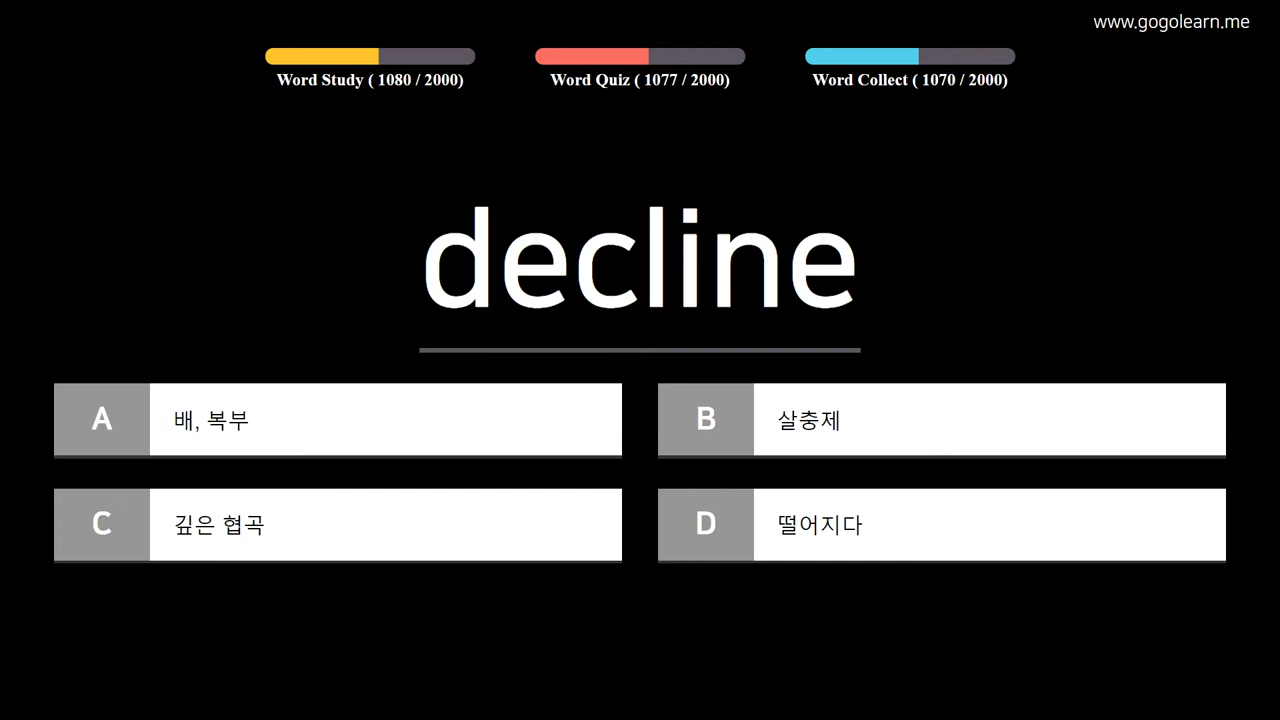 www.gogolearn.me
Word Study ( 1080 / 2000)
Word Quiz ( 1077 / 2000)
Word Collect ( 1070 / 2000)
decline
A 배, 복부
B 살충제
C 깊은 협곡
D 떨어지다